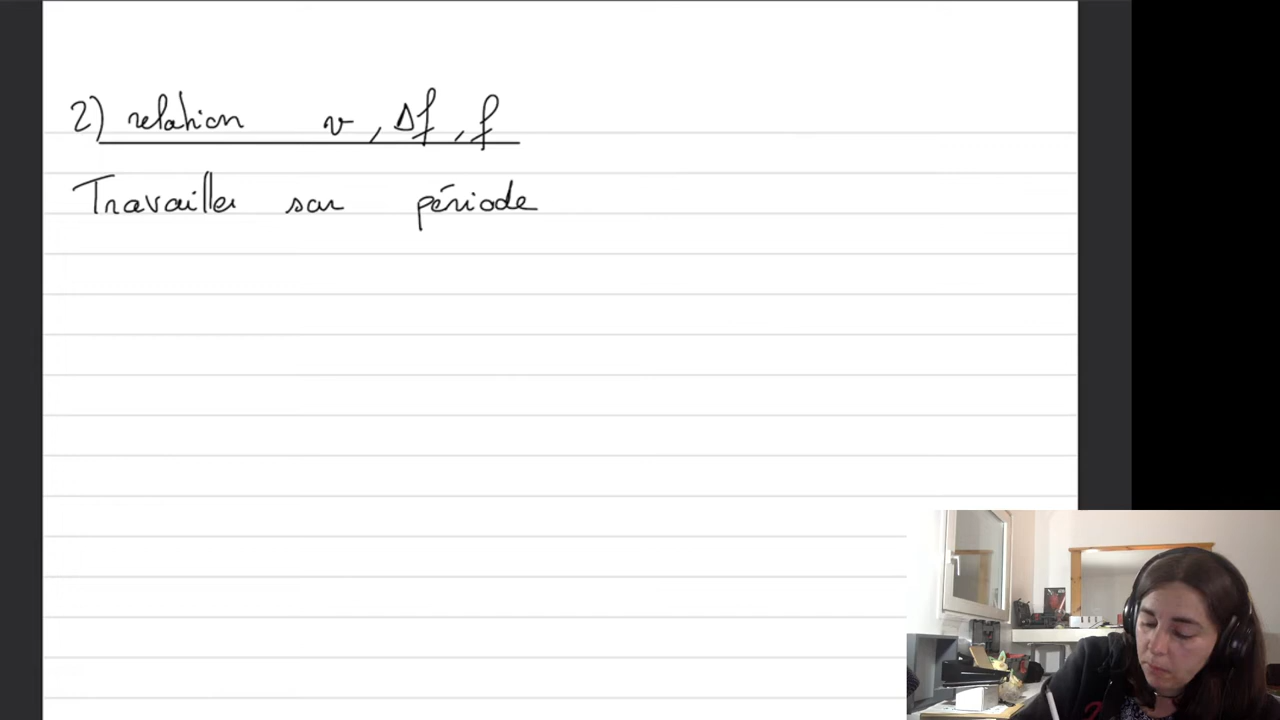 2) relation v, Δf, f
Travailler sur période